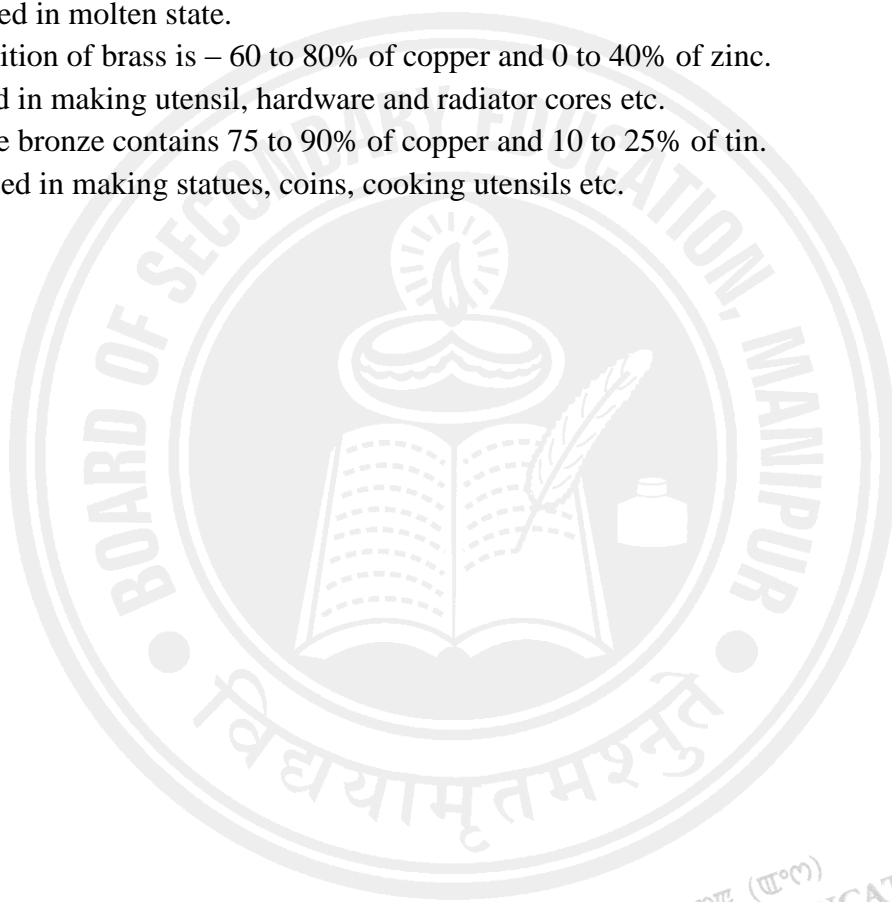 ed in molten state.
ition of brass is – 60 to 80% of copper and 0 to 40% of zinc.
d in making utensil, hardware and radiator cores etc.
e bronze contains 75 to 90% of copper and 10 to 25% of tin.
ed in making statues, coins, cooking utensils etc.
BOARD OF SECONDARY EDUCATION, MANIPUR
विद्ययामृतमश्नुते